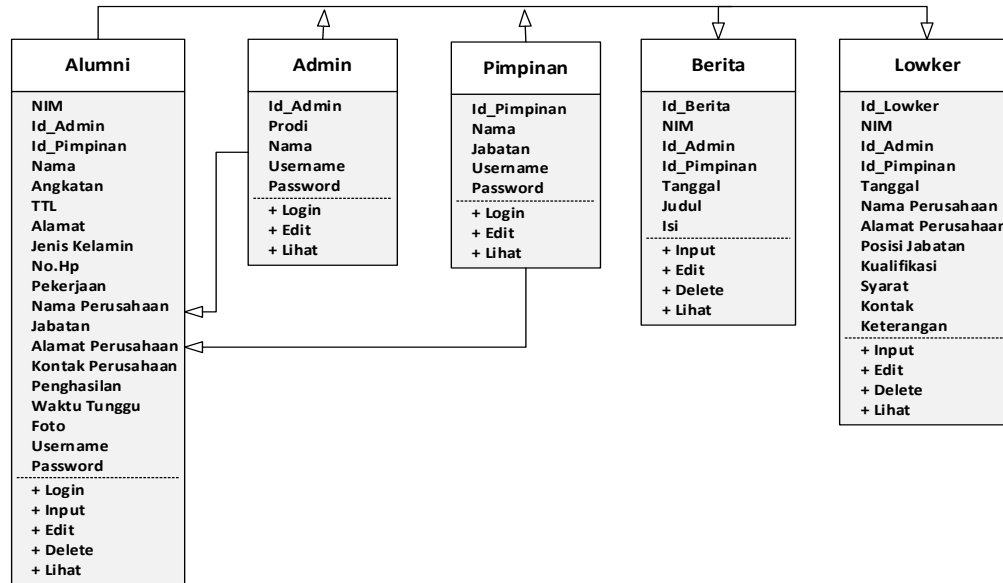 Alumni
NIM
Id_Admin
Id_Pimpinan
Nama
Angkatan
TTL
Alamat
Jenis Kelamin
No.Hp
Pekerjaan
Nama Perusahaan
Jabatan
Alamat Perusahaan
Kontak Perusahaan
Penghasilan
Waktu Tunggu
Foto
Username
Password
+ Login
+ Input
+ Edit
+ Delete
+ Lihat
Admin
Id_Admin
Prodi
Nama
Username
Password
+ Login
+ Edit
+ Lihat
Pimpinan
Id_Pimpinan
Nama
Jabatan
Username
Password
+ Login
+ Edit
+ Lihat
Berita
Id_Berita
NIM
Id_Admin
Id_Pimpinan
Tanggal
Judul
Isi
+ Input
+ Edit
+ Delete
+ Lihat
Lowker
Id_Lowker
NIM
Id_Admin
Id_Pimpinan
Tanggal
Nama Perusahaan
Alamat Perusahaan
Posisi Jabatan
Kualifikasi
Syarat
Kontak
Keterangan
+ Input
+ Edit
+ Delete
+ Lihat